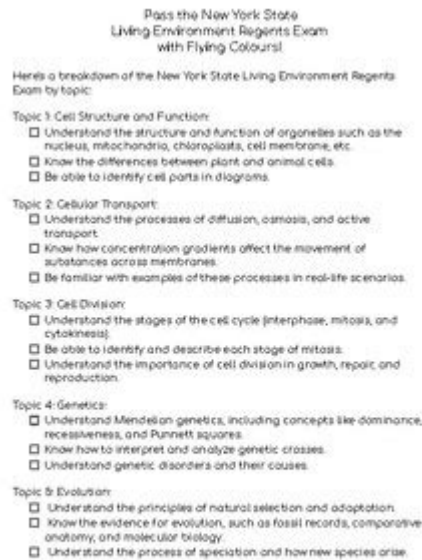 Pass the New York State
Living Environment Regents Exam
with Flying Colours!
Here's a breakdown of the New York State Living Environment Regents
Exam by topic:
Topic 1: Cell Structure and Function:
☐ Understand the structure and function of organelles such as the
nucleus, mitochondria, chloroplasts, cell membrane, etc.
☐ Know the differences between plant and animal cells.
☐ Be able to identify cell parts in diagrams.
Topic 2: Cellular Transport:
☐ Understand the processes of diffusion, osmosis, and active
transport.
☐ Know how concentration gradients affect the movement of
substances across membranes.
☐ Be familiar with examples of these processes in real-life scenarios.
Topic 3: Cell Division:
☐ Understand the stages of the cell cycle (interphase, mitosis, and
cytokinesis).
☐ Be able to identify and describe each stage of mitosis.
☐ Understand the importance of cell division in growth, repair, and
reproduction.
Topic 4: Genetics:
☐ Understand Mendelian genetics, including concepts like dominance,
recessiveness, and Punnett squares.
☐ Know how to interpret and analyze genetic crosses.
☐ Understand genetic disorders and their causes.
Topic 5: Evolution:
☐ Understand the principles of natural selection and adaptation.
☐ Know the evidence for evolution, such as fossil records, comparative
anatomy, and molecular biology.
☐ Understand the process of speciation and how new species arise.